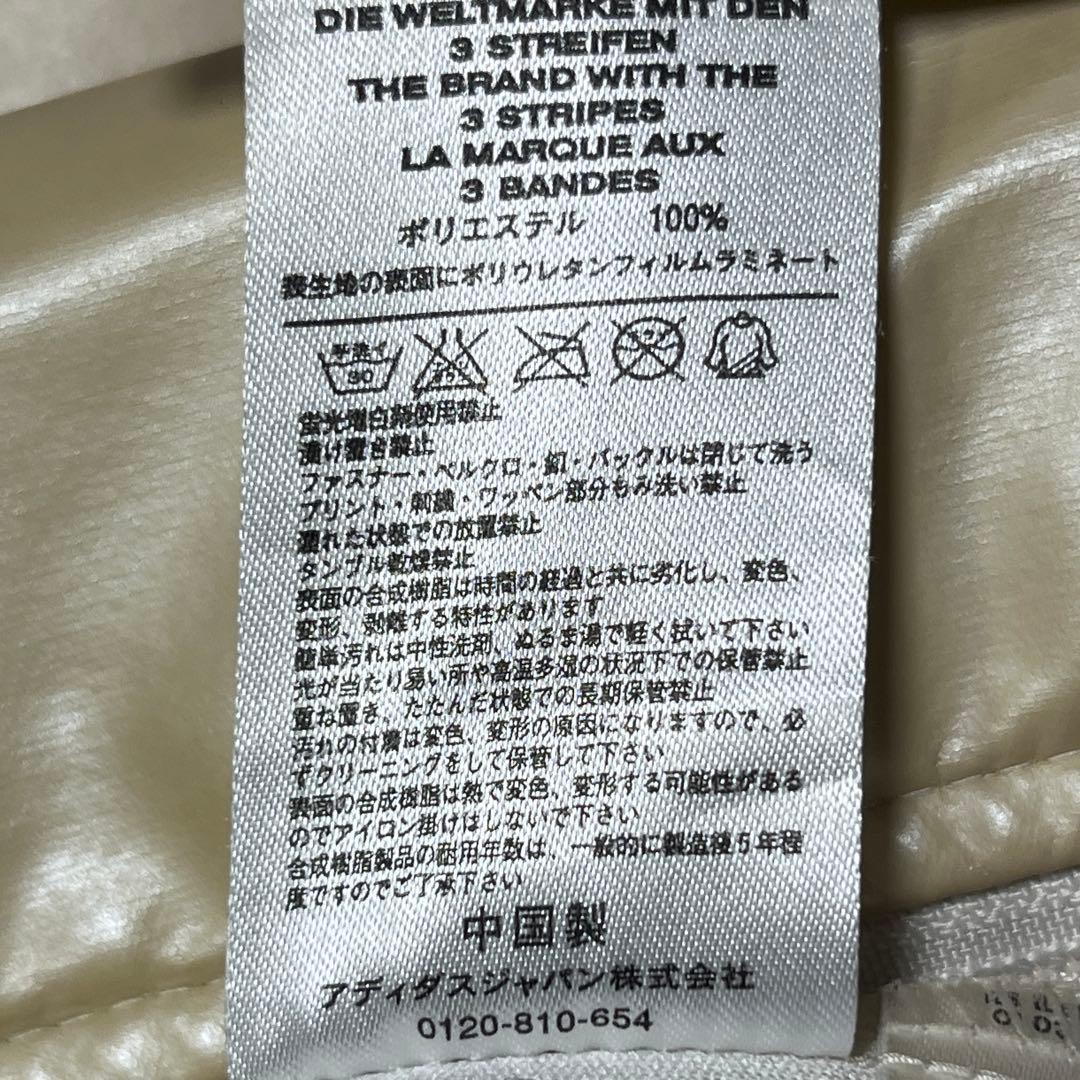 DIE WELTMARKE MIT DEN
3 STREIFEN
THE BRAND WITH THE
3 STRIPES
LA MARQUE AUX
3 BANDES
ポリエステル 100%
表生地の表面にポリウレタンフィルムラミネート
手洗イ
30
蛍光増白剤使用禁止
漬け置き禁止
ファスナー・ベルクロ・釦・バックルは閉じて洗う
プリント・刺繍・ワッペン部分もみ洗い禁止
濡れた状態での放置禁止
タンブル乾燥禁止
表面の合成樹脂は時間の経過と共に劣化し、変色、
変形、剥離する特性があります
簡単汚れは中性洗剤、ぬるま湯で軽く拭いて下さい
光が当たり易い所や高温多湿の状況下での保管禁止
重ね置き、たたんだ状態での長期保管禁止
汚れの付着は変色、変形の原因になりますので、必
ずクリーニングをして保管して下さい
表面の合成樹脂は熱で変色、変形する可能性がある
のでアイロン掛けはしないで下さい
合成樹脂製品の耐用年数は、一般的に製造後5年程
度ですのでご了承下さい
中国製
アディダスジャパン株式会社
0120-810-654